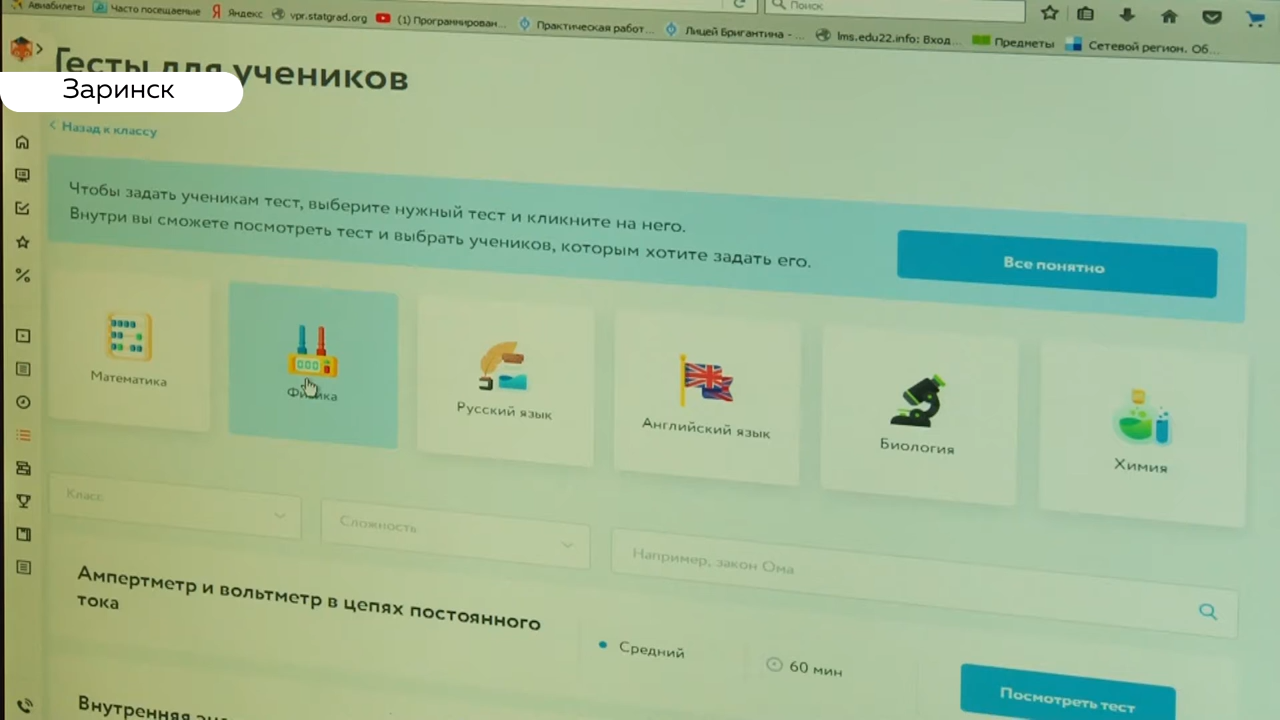 Авиабилеты Часто посещаемые Яндекс vpr.statgrad.org (1) Программирован... Практическая работ... Лицей Бригантина - ... lms.edu22.info: Вход... Предметы Сетевой регион. Об...
Поиск
Тесты для учеников
Заринск
Назад к классу
Чтобы задать ученикам тест, выберите нужный тест и кликните на него.
Внутри вы сможете посмотреть тест и выбрать учеников, которым хотите задать его.
Все понятно
Математика
Физика
Русский язык
Английский язык
Биология
Химия
Класс
Сложность
Например, закон Ома
Ампертметр и вольтметр в цепях постоянного
тока
Средний
60 мин
Посмотреть тест
Внутренняя